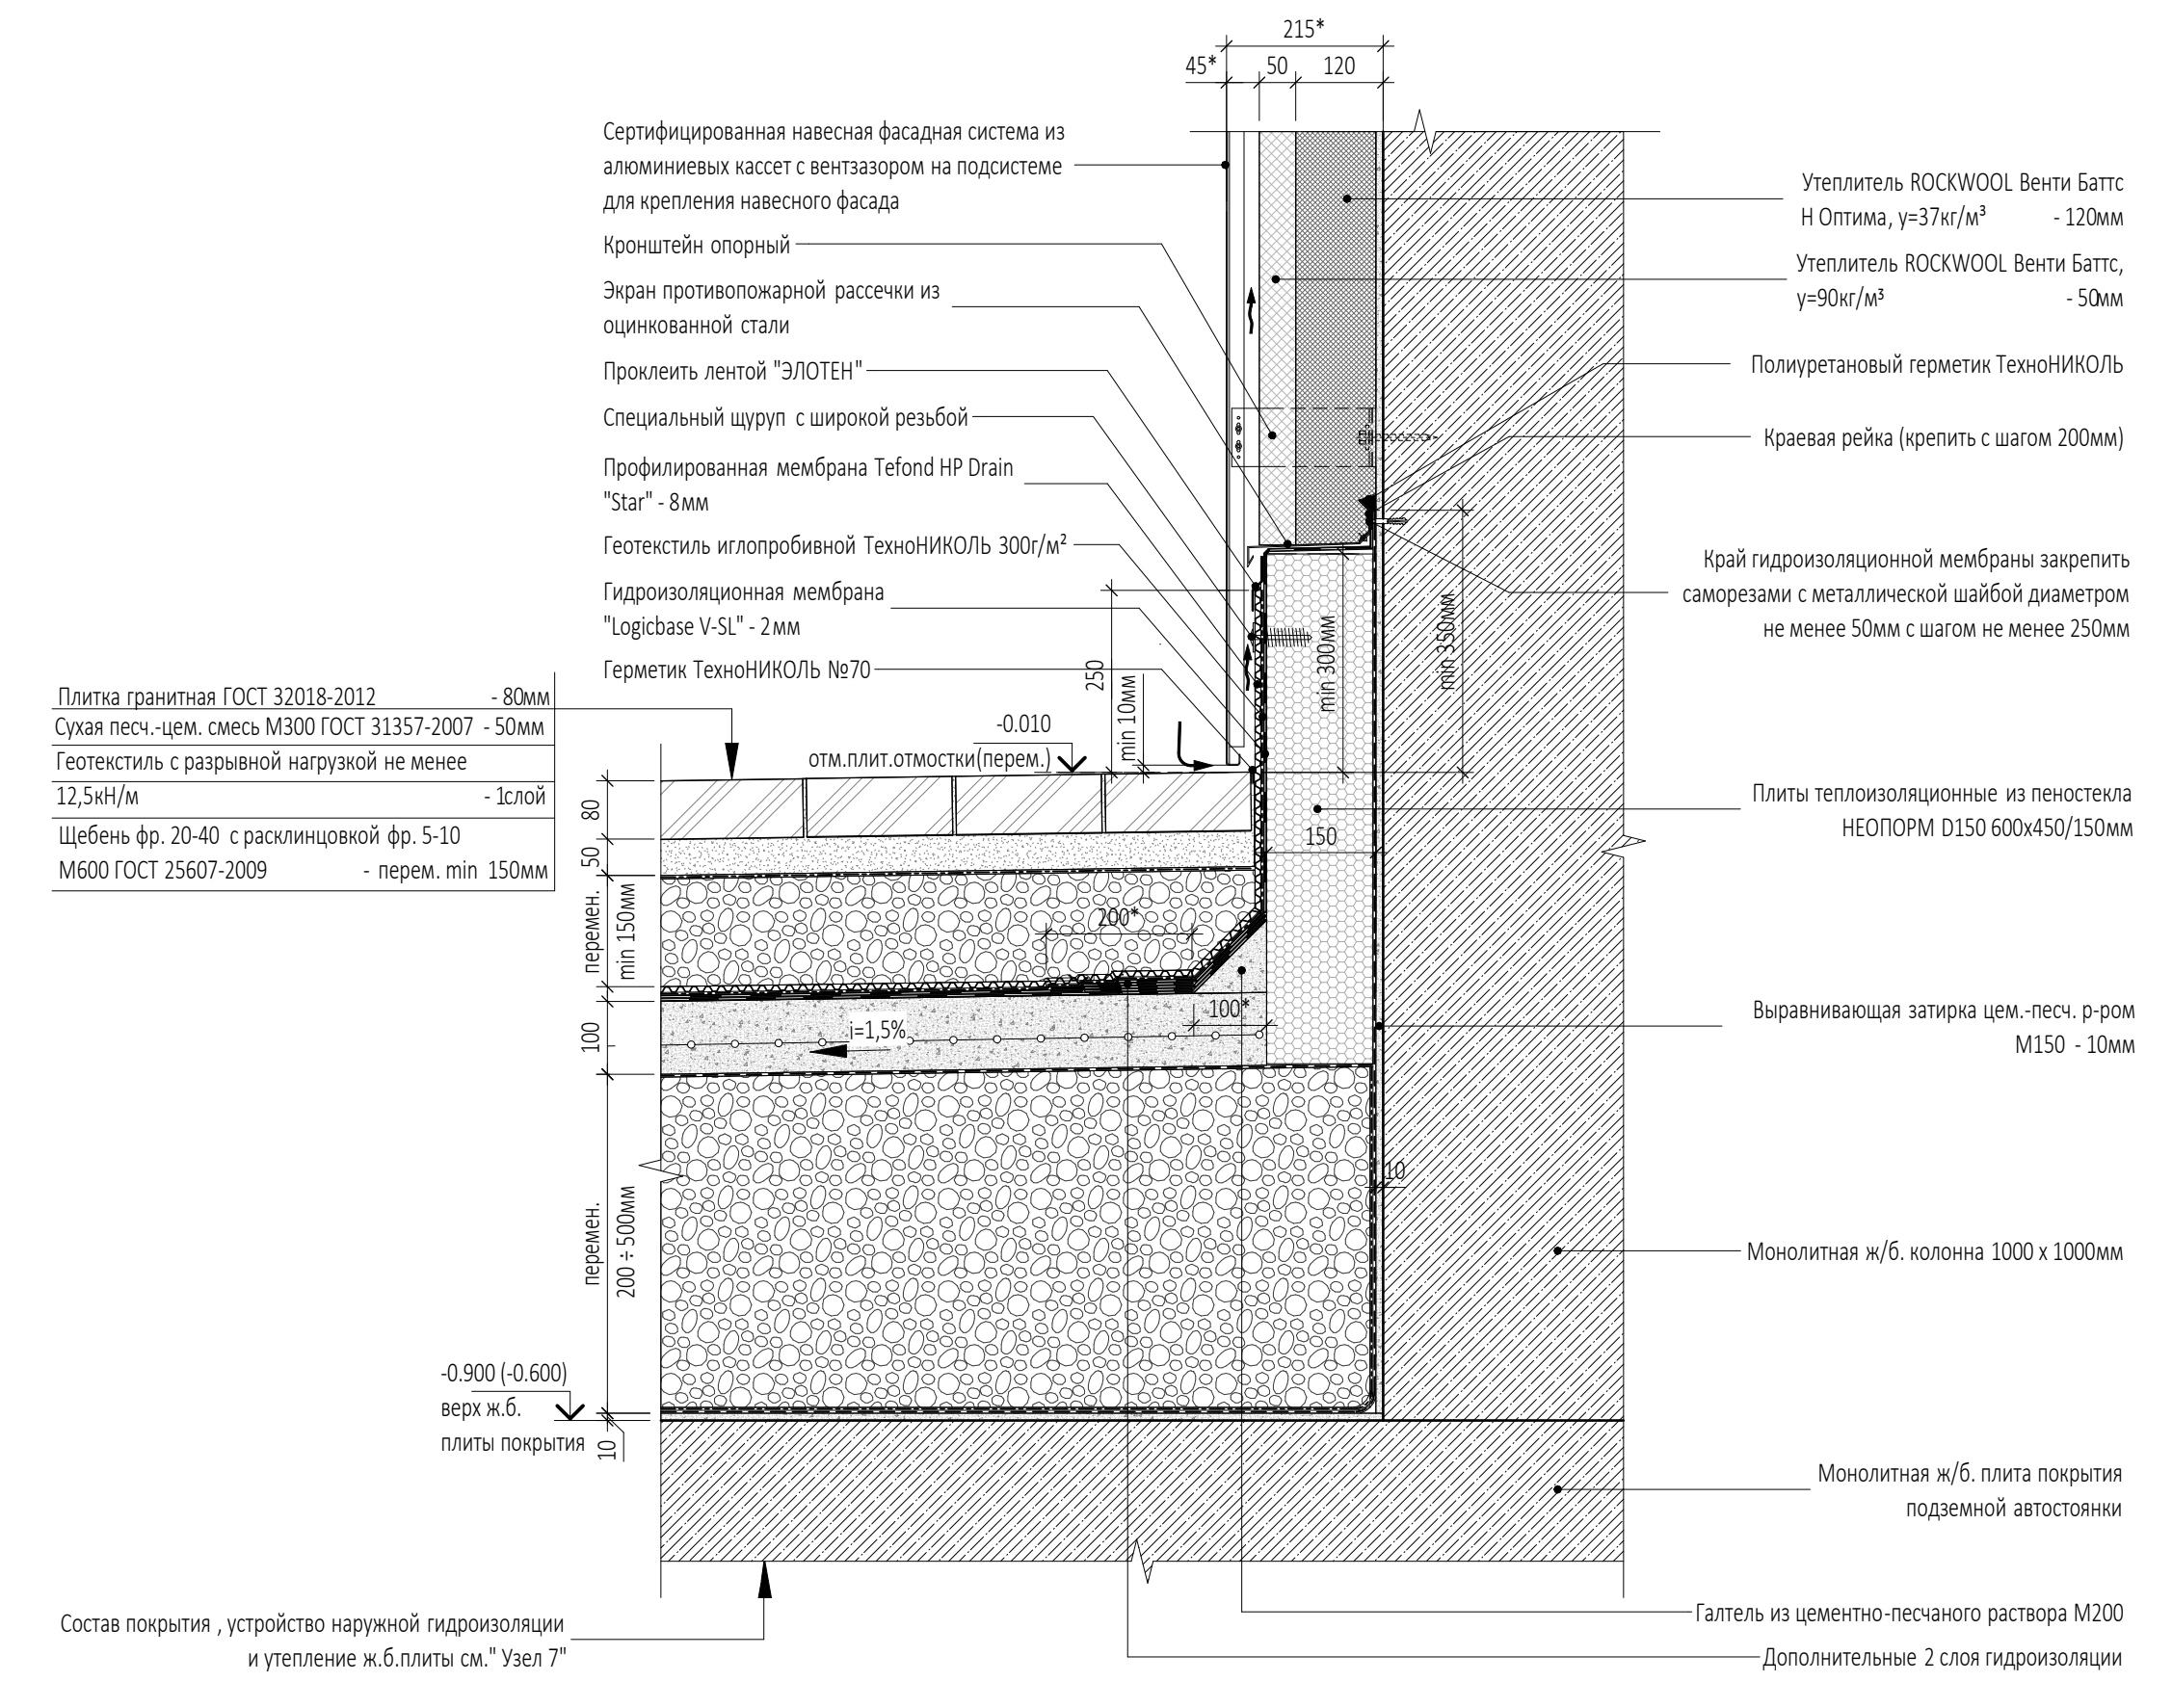 215*
45* 50 120
Сертифицированная навесная фасадная система из
алюминиевых кассет с вентзазором на подсистеме
для крепления навесного фасада
Кронштейн опорный
Экран противопожарной рассечки из
оцинкованной стали
Проклеить лентой "ЭЛОТЕН"
Специальный щуруп с широкой резьбой
Профилированная мембрана Tefond HP Drain
"Star" - 8мм
Геотекстиль иглопробивной ТехноНИКОЛЬ 300г/м²
Гидроизоляционная мембрана
"Logicbase V-SL" - 2мм
Герметик ТехноНИКОЛЬ №70
Утеплитель ROCKWOOL Венти Баттс
Н Оптима, y=37кг/м³ - 120мм
Утеплитель ROCKWOOL Венти Баттс,
y=90кг/м³ - 50мм
Полиуретановый герметик ТехноНИКОЛЬ
Краевая рейка (крепить с шагом 200мм)
Край гидроизоляционной мембраны закрепить
саморезами с металлической шайбой диаметром
не менее 50мм с шагом не менее 250мм
Плитка гранитная ГОСТ 32018-2012 - 80мм
Сухая песч.-цем. смесь М300 ГОСТ 31357-2007 - 50мм
Геотекстиль с разрывной нагрузкой не менее
12,5кН/м - 1слой
Щебень фр. 20-40 с расклинцовкой фр. 5-10
М600 ГОСТ 25607-2009 - перем. min 150мм
-0.010
отм.плит.отмостки(перем.)
250
min 10мм
min 300мм
min 350мм
150
80
50
перемен.
min 150мм
100
перемен.
200 ÷ 500мм
10
200*
100*
i=1,5%
10
Плиты теплоизоляционные из пеностекла
НЕОПОРМ D150 600х450/150мм
Выравнивающая затирка цем.-песч. р-ром
М150 - 10мм
Монолитная ж/б. колонна 1000 х 1000мм
-0.900 (-0.600)
верх ж.б.
плиты покрытия
Монолитная ж/б. плита покрытия
подземной автостоянки
Состав покрытия , устройство наружной гидроизоляции
и утепление ж.б.плиты см." Узел 7"
Галтель из цементно-песчаного раствора М200
Дополнительные 2 слоя гидроизоляции